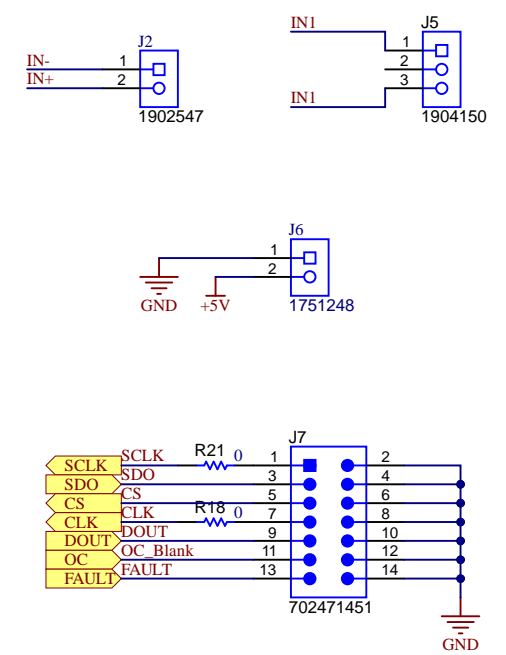 J2
IN- 1
IN+ 2
1902547
IN1
J5
1
2
3
IN1
1904150
J6
1
2
GND
+5V
1751248
J7
SCLK SCLK R21 0 1 2
SDO SDO 3 4
CS CS 5 6
CLK CLK R18 0 7 8
DOUT DOUT 9 10
OC OC_Blank 11 12
FAULT FAULT 13 14
702471451
GND